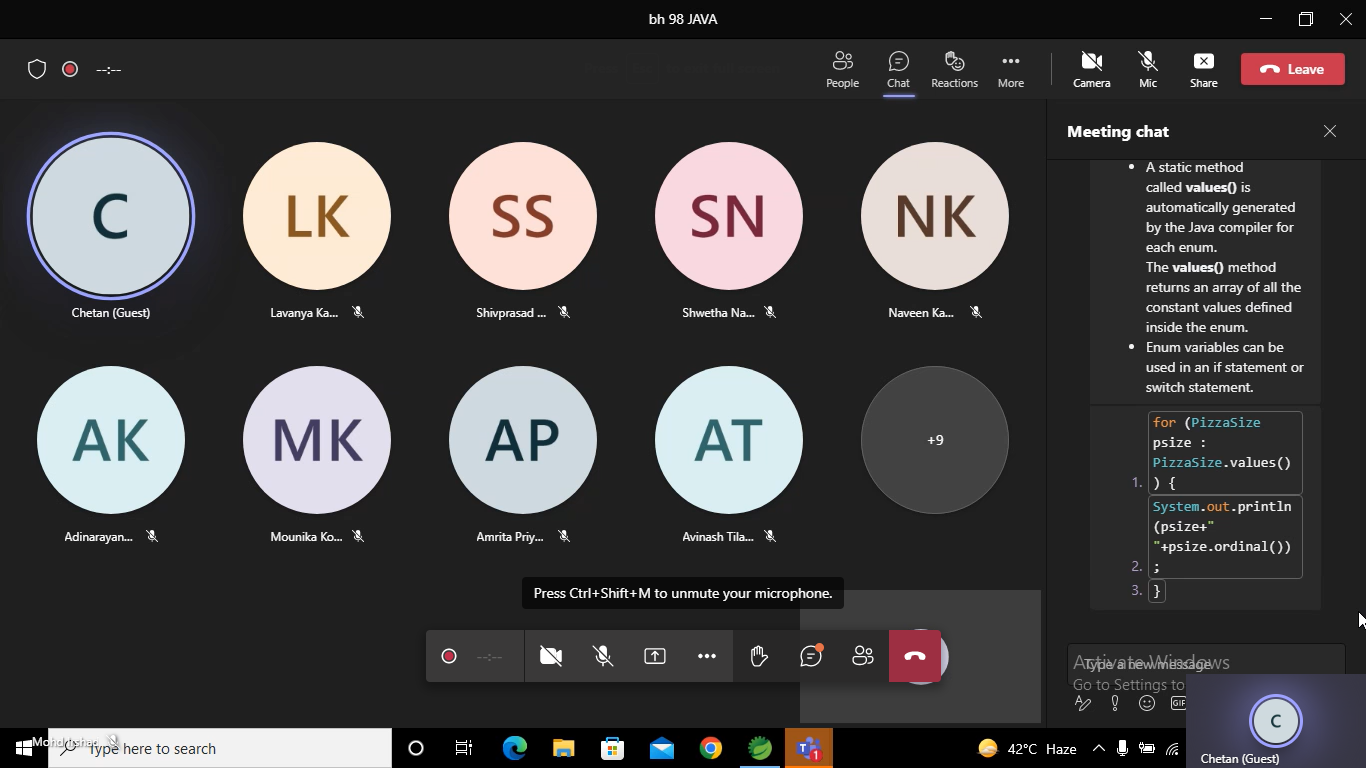 bh 98 JAVA
--:--
People
Chat
Reactions
More
Camera
Mic
Share
Leave
Meeting chat
C
LK
SS
SN
NK
Chetan (Guest)
Lavanya Ka...
Shivprasad ...
Shwetha Na...
Naveen Ka...
AK
MK
AP
AT
+9
Adinarayan...
Mounika Ko...
Amrita Priy...
Avinash Tila...
• A static method
called values() is
automatically generated
by the Java compiler for
each enum.
The values() method
returns an array of all the
constant values defined
inside the enum.
• Enum variables can be
used in an if statement or
switch statement.
for (PizzaSize
psize :
PizzaSize.values()
1. ) {
System.out.println
(psize+"
"+psize.ordinal())
2. ;
3. }
Press Ctrl+Shift+M to unmute your microphone.
--:--
Type a new message
Activate Windows
Go to Settings to
GIF
C
Chetan (Guest)
Type here to search
1
42°C Haze